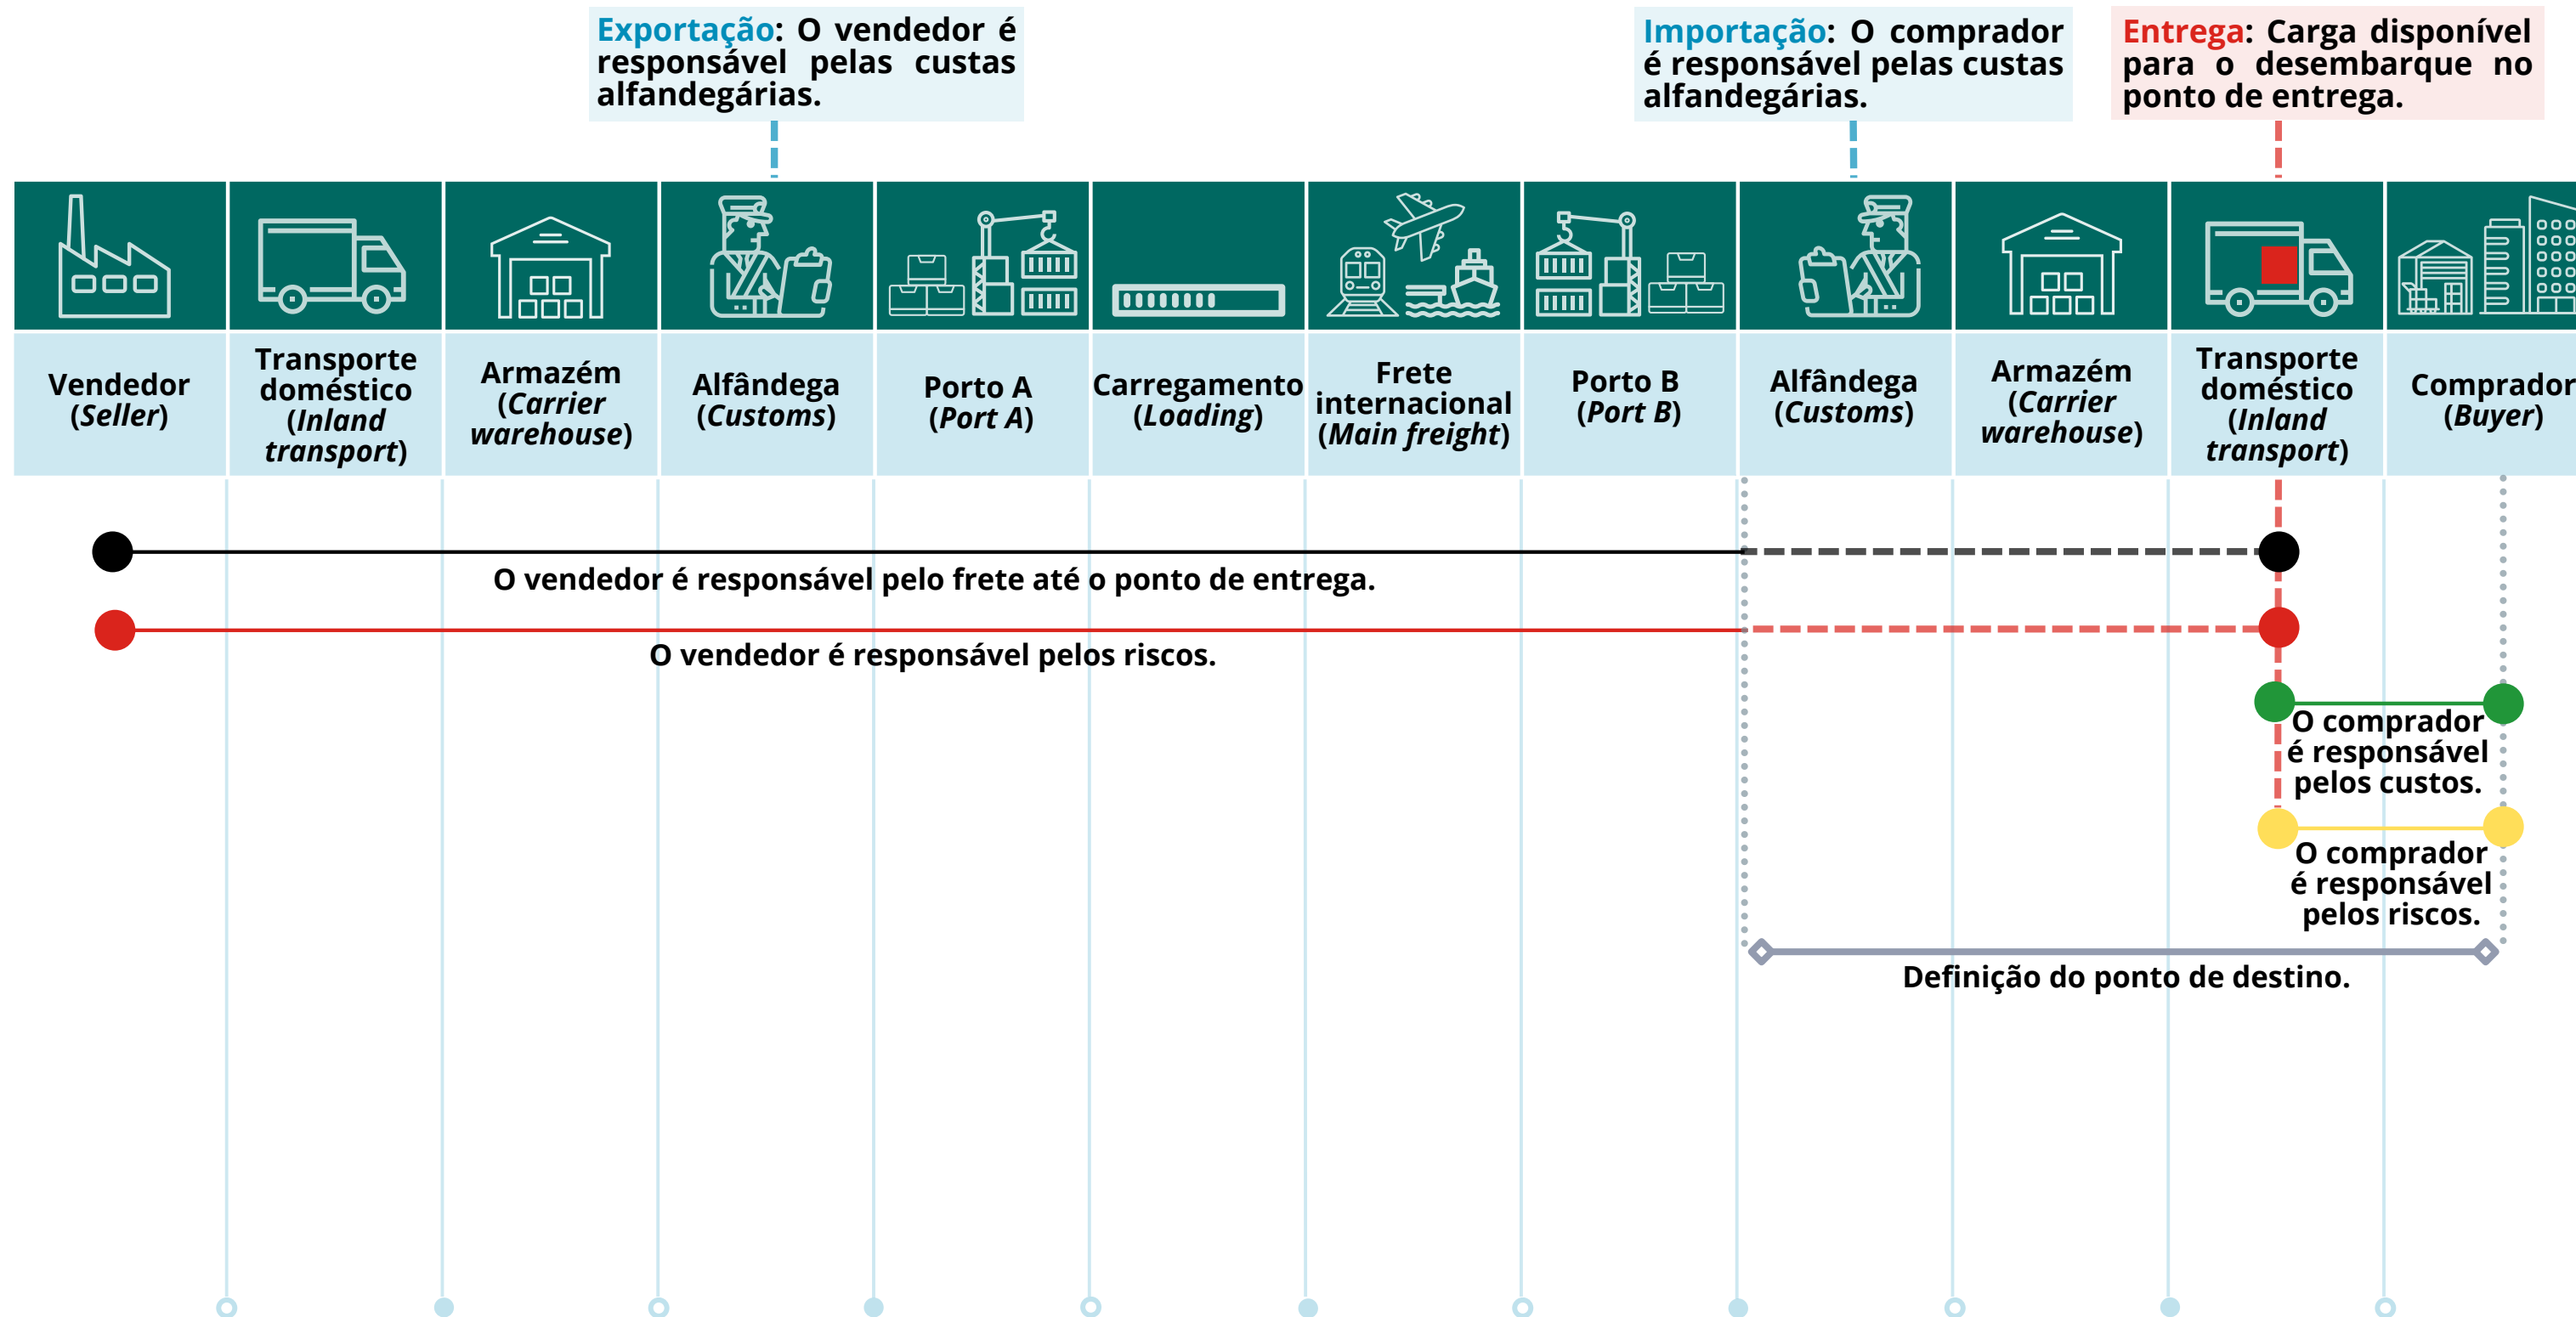 Exportação: O vendedor é
responsável pelas custas
alfandegárias.
Importação: O comprador
é responsável pelas custas
alfandegárias.
Entrega: Carga disponível
para o desembarque no
ponto de entrega.
Vendedor
(Seller)
Transporte
doméstico
(Inland
transport)
Armazém
(Carrier
warehouse)
Alfândega
(Customs)
Porto A
(Port A)
Carregamento
(Loading)
Frete
internacional
(Main freight)
Porto B
(Port B)
Alfândega
(Customs)
Armazém
(Carrier
warehouse)
Transporte
doméstico
(Inland
transport)
Comprador
(Buyer)
O vendedor é responsável pelo frete até o ponto de entrega.
O vendedor é responsável pelos riscos.
O comprador
é responsável
pelos custos.
O comprador
é responsável
pelos riscos.
Definição do ponto de destino.